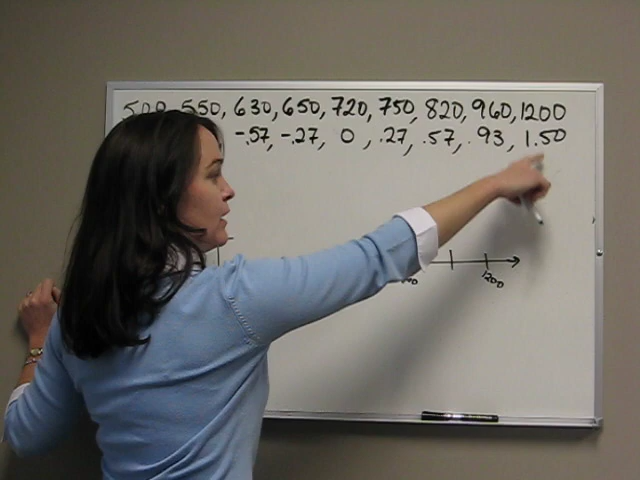 500, 550, 630, 650, 720, 750, 820, 960, 1200
-.57, -.27, 0, .27, .57, .93, 1.50
1200